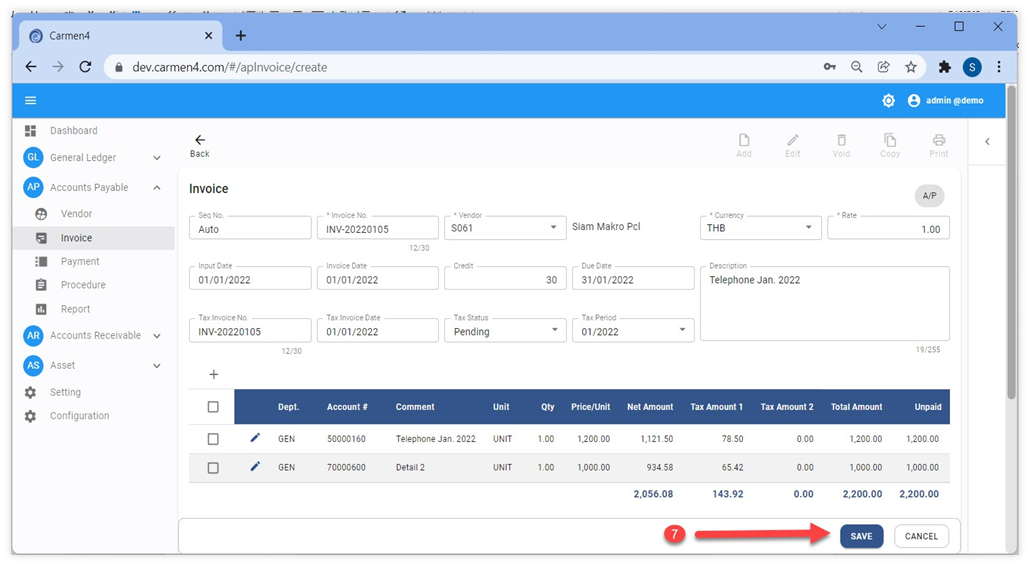 Carmen4
dev.carmen4.com/#/apInvoice/create
S
admin @demo
Dashboard
GL General Ledger
AP Accounts Payable
Vendor
Invoice
Payment
Procedure
Report
AR Accounts Receivable
AS Asset
Setting
Configuration
Back
Add Edit Void Copy Print
Invoice
A/P
Seq No. * Invoice No. * Vendor * Currency * Rate
Auto INV-20220105 S061 Siam Makro Pcl THB 1.00
12/30
Input Date Invoice Date Credit Due Date Description
01/01/2022 01/01/2022 30 31/01/2022 Telephone Jan. 2022
Tax Invoice No. Tax Invoice Date Tax Status Tax Period
INV-20220105 01/01/2022 Pending 01/2022
12/30 19/255
Dept. Account # Comment Unit Qty Price/Unit Net Amount Tax Amount 1 Tax Amount 2 Total Amount Unpaid
GEN 50000160 Telephone Jan. 2022 UNIT 1.00 1,200.00 1,121.50 78.50 0.00 1,200.00 1,200.00
GEN 70000600 Detail 2 UNIT 1.00 1,000.00 934.58 65.42 0.00 1,000.00 1,000.00
2,056.08 143.92 0.00 2,200.00 2,200.00
7 SAVE CANCEL